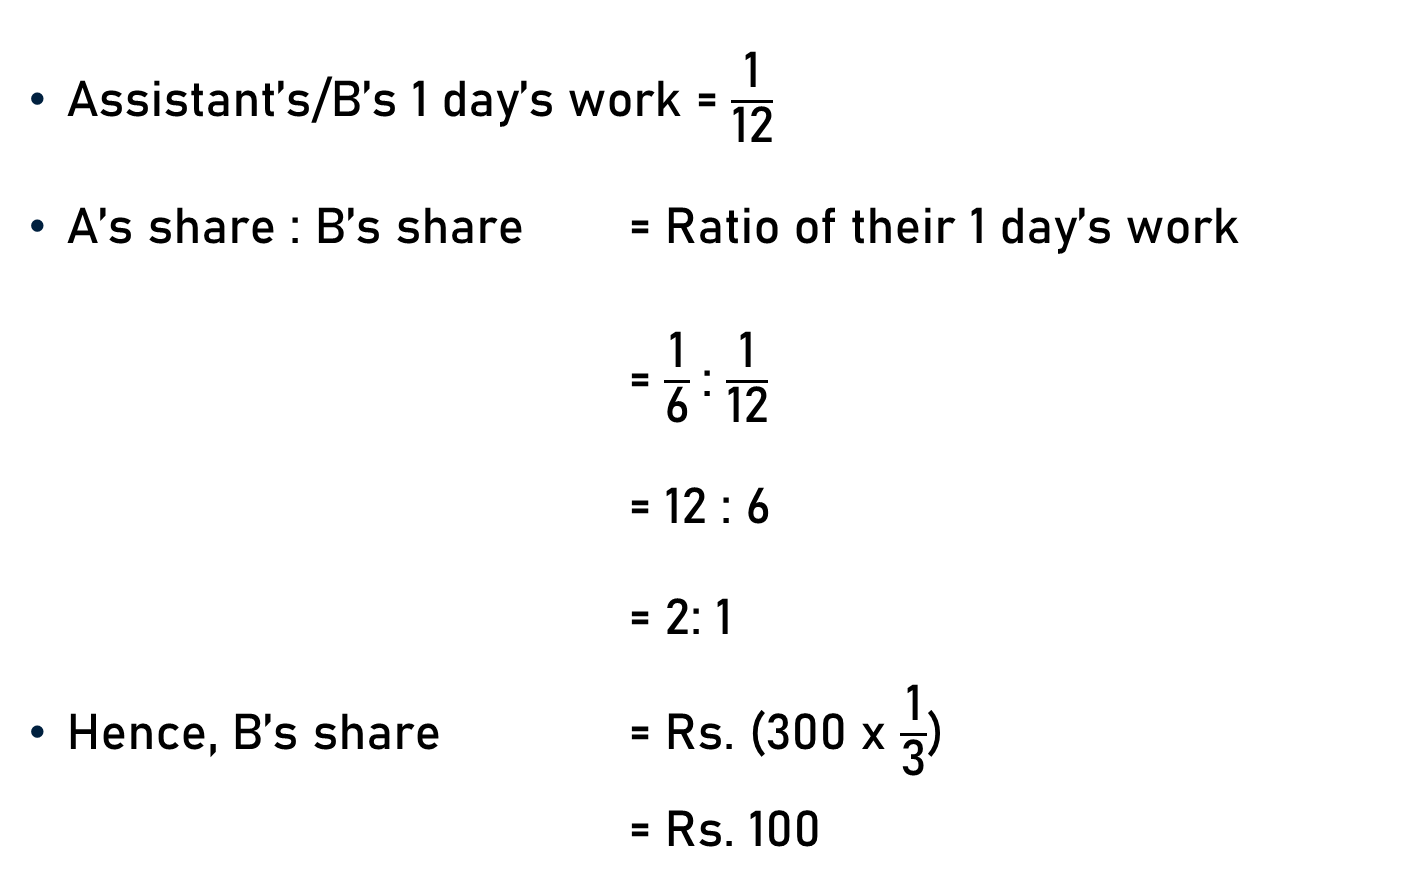 • Assistant’s/B’s 1 day’s work = 1/12
• A’s share : B’s share = Ratio of their 1 day’s work
= 1/6 : 1/12
= 12 : 6
= 2: 1
• Hence, B’s share = Rs. (300 x 1/3)
= Rs. 100